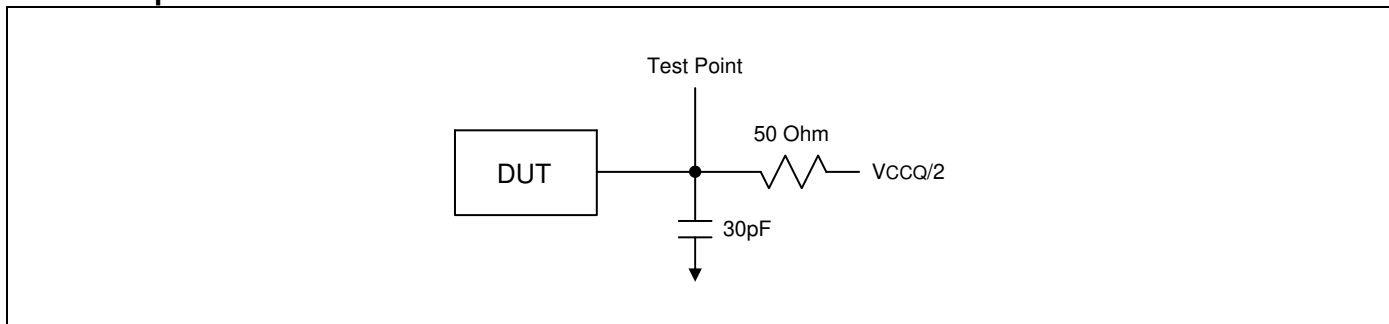 Test Point
50 Ohm
DUT
VCCQ/2
30pF